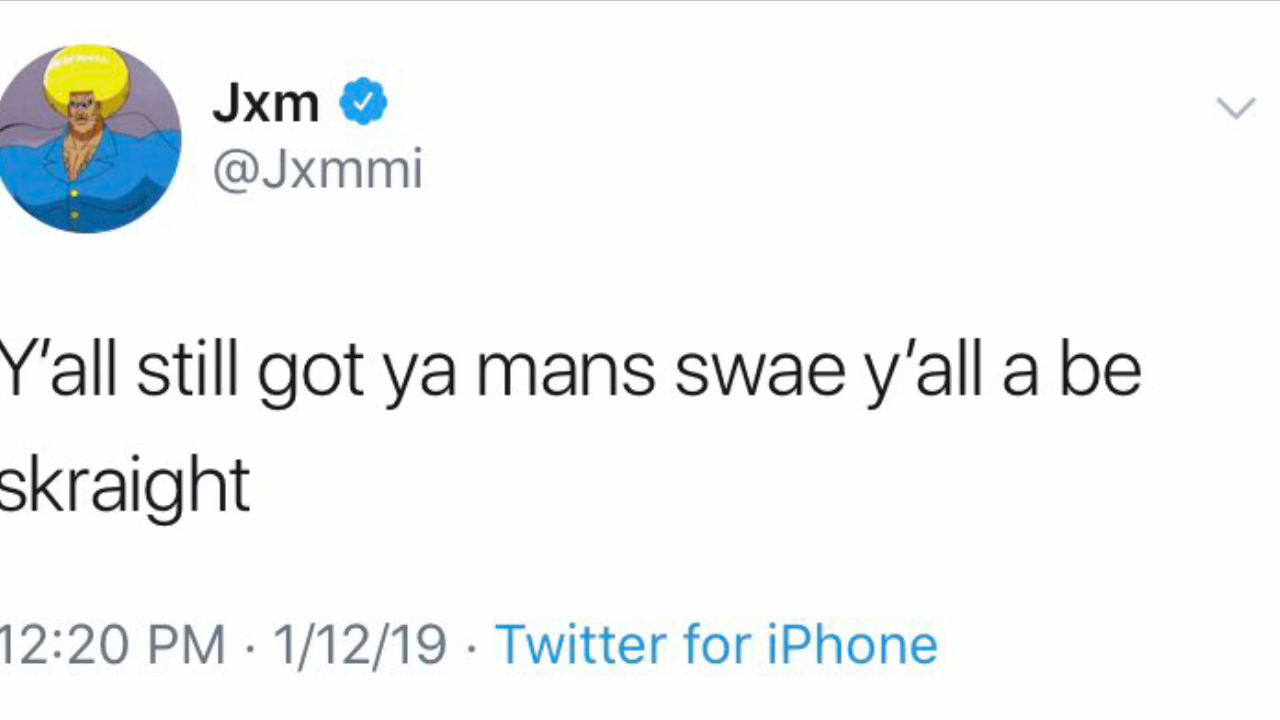 Jxm
@Jxmmi
Y'all still got ya mans swae y'all a be
skraight
12:20 PM · 1/12/19 · Twitter for iPhone